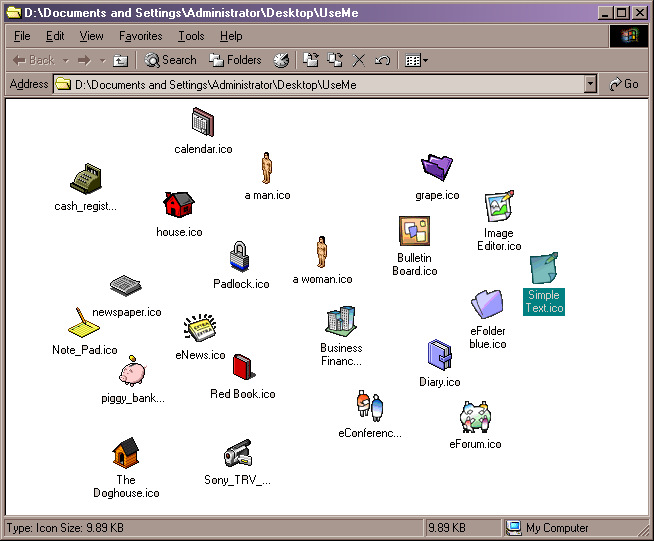 D:\Documents and Settings\Administrator\Desktop\UseMe
File Edit View Favorites Tools Help
Back Search Folders
Address D:\Documents and Settings\Administrator\Desktop\UseMe Go
calendar.ico
cash_regist...
a man.ico
grape.ico
house.ico
Image
Editor.ico
Padlock.ico
a woman.ico
Bulletin
Board.ico
Simple
Text.ico
newspaper.ico
eFolder
blue.ico
Note_Pad.ico
eNews.ico
Business
Financ...
piggy_bank...
Red Book.ico
Diary.ico
eConferenc...
eForum.ico
The
Doghouse.ico
Sony_TRV_...
Type: Icon Size: 9.89 KB 9.89 KB My Computer